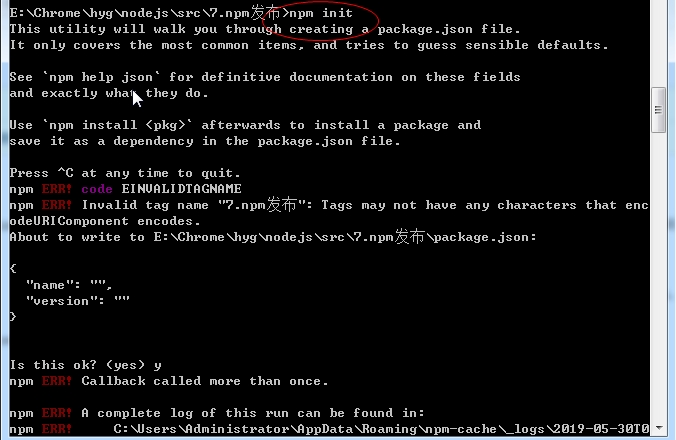 E:\Chrome\hyg\nodejs\src\7.npm发布>npm init
This utility will walk you through creating a package.json file.
It only covers the most common items, and tries to guess sensible defaults.
See `npm help json` for definitive documentation on these fields
and exactly what they do.
Use `npm install <pkg>` afterwards to install a package and
save it as a dependency in the package.json file.
Press ^C at any time to quit.
npm ERR! code EINVALIDTAGNAME
npm ERR! Invalid tag name "7.npm发布": Tags may not have any characters that enc
odeURIComponent encodes.
About to write to E:\Chrome\hyg\nodejs\src\7.npm发布\package.json:
{
"name": "",
"version": ""
}
Is this ok? (yes) y
npm ERR! Callback called more than once.
npm ERR! A complete log of this run can be found in:
npm ERR! C:\Users\Administrator\AppData\Roaming\npm-cache\_logs\2019-05-30T0